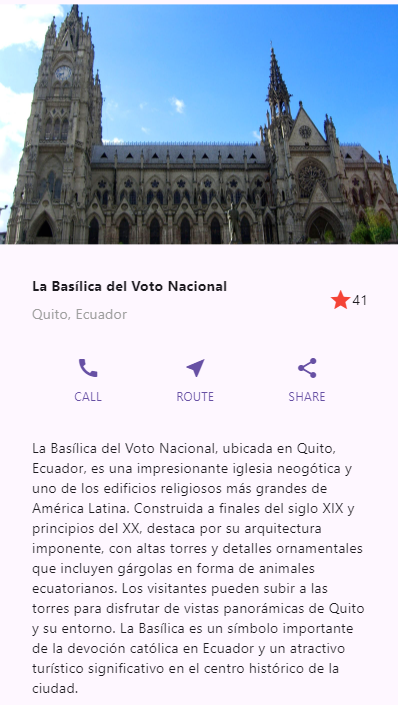 La Basílica del Voto Nacional
Quito, Ecuador
41
CALL
ROUTE
SHARE
La Basílica del Voto Nacional, ubicada en Quito,
Ecuador, es una impresionante iglesia neogótica y
uno de los edificios religiosos más grandes de
América Latina. Construida a finales del siglo XIX y
principios del XX, destaca por su arquitectura
imponente, con altas torres y detalles ornamentales
que incluyen gárgolas en forma de animales
ecuatorianos. Los visitantes pueden subir a las
torres para disfrutar de vistas panorámicas de Quito
y su entorno. La Basílica es un símbolo importante
de la devoción católica en Ecuador y un atractivo
turístico significativo en el centro histórico de la
ciudad.